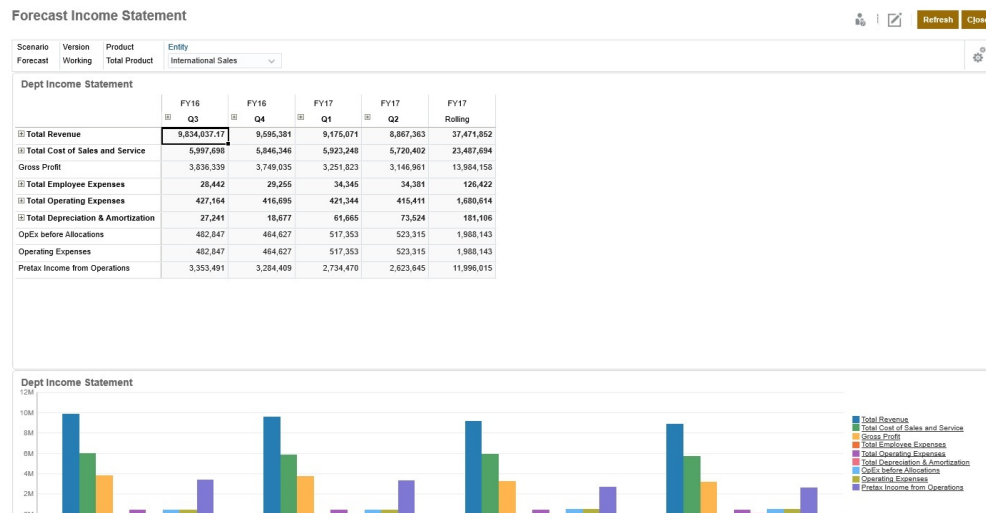 Forecast Income Statement
Refresh Close
Scenario Version Product Entity
Forecast Working Total Product International Sales
Dept Income Statement
FY16 FY16 FY17 FY17 FY17
Q3 Q4 Q1 Q2 Rolling
Total Revenue 9,834,037.17 9,595,381 9,175,071 8,867,363 37,471,852
Total Cost of Sales and Service 5,997,698 5,846,346 5,923,248 5,720,402 23,487,694
Gross Profit 3,836,339 3,749,035 3,251,823 3,146,961 13,984,158
Total Employee Expenses 28,442 29,255 34,345 34,381 126,422
Total Operating Expenses 427,164 416,695 421,344 415,411 1,680,614
Total Depreciation & Amortization 27,241 18,677 61,665 73,524 181,106
OpEx before Allocations 482,847 464,627 517,353 523,315 1,988,143
Operating Expenses 482,847 464,627 517,353 523,315 1,988,143
Pretax Income from Operations 3,353,491 3,284,409 2,734,470 2,623,645 11,996,015
Dept Income Statement
12M
10M
8M
6M
4M
2M
Total Revenue
Total Cost of Sales and Service
Gross Profit
Total Employee Expenses
Total Operating Expenses
Total Depreciation & Amortization
OpEx before Allocations
Operating Expenses
Pretax Income from Operations